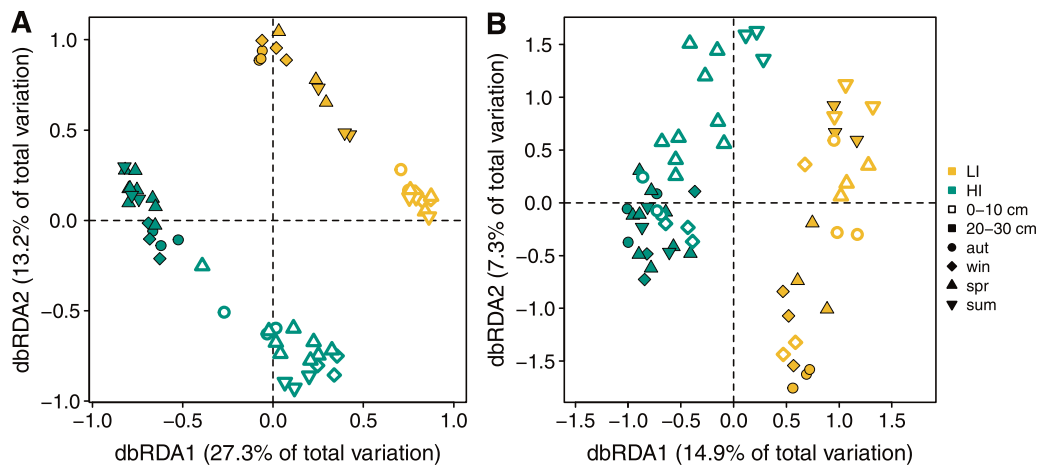 A
B
dbRDA2 (13.2% of total variation)
1.0
0.5
0.0
−0.5
−1.0
−1.0
−0.5
0.0
0.5
1.0
dbRDA1 (27.3% of total variation)
dbRDA2 (7.3% of total variation)
1.5
1.0
0.5
0.0
−0.5
−1.0
−1.5
−1.5
−1.0
−0.5
0.0
0.5
1.0
1.5
dbRDA1 (14.9% of total variation)
LI
HI
0−10 cm
20−30 cm
aut
win
spr
sum